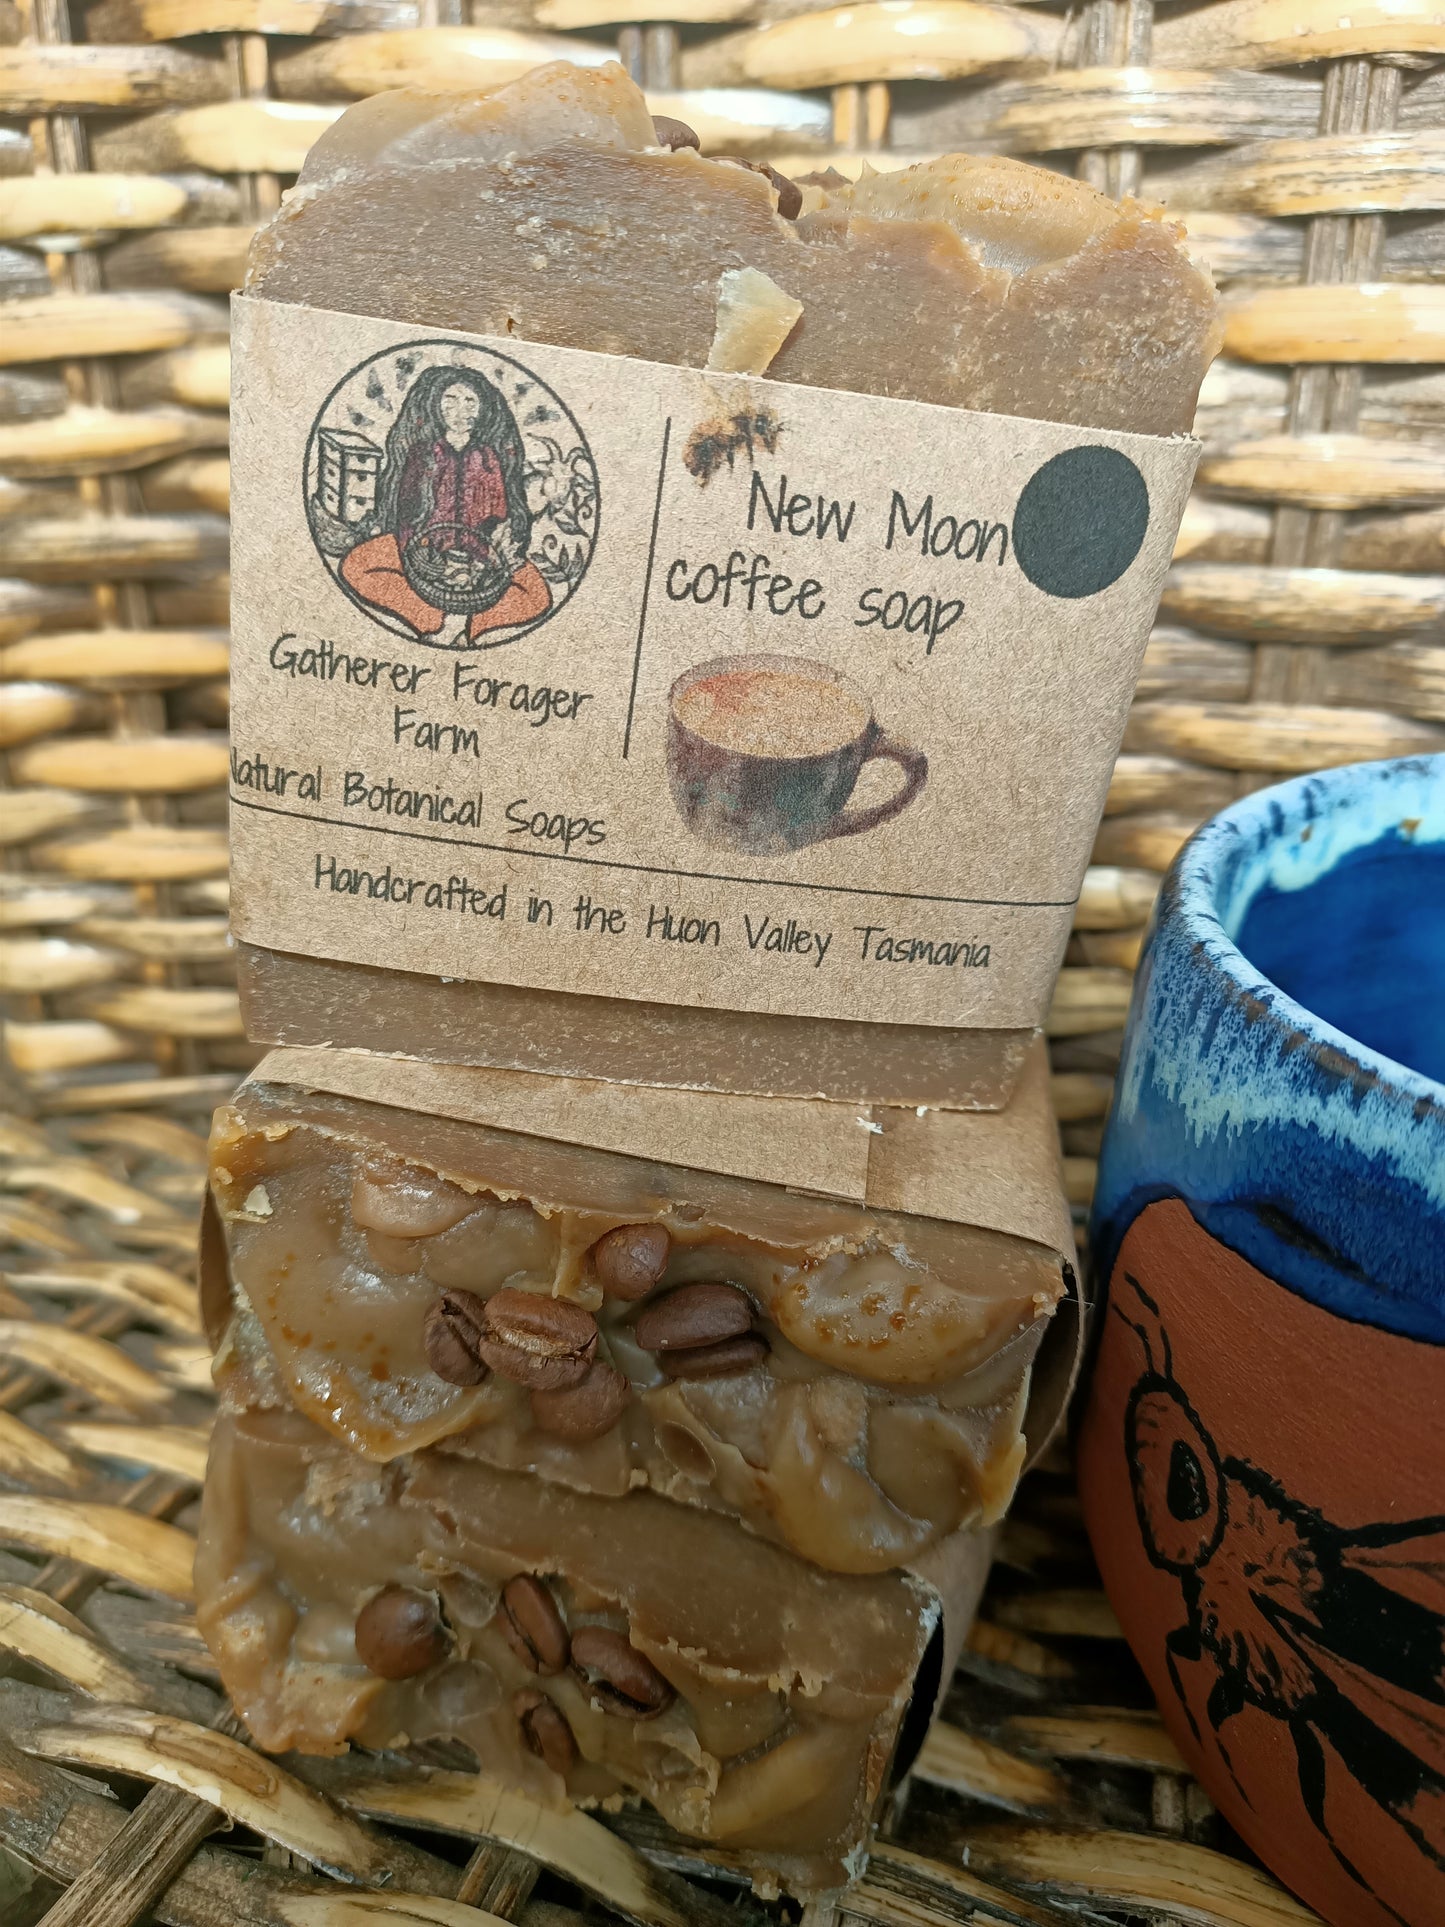 Gatherer Forager
Farm
Natural Botanical Soaps
New Moon
coffee soap
Handcrafted in the Huon Valley Tasmania